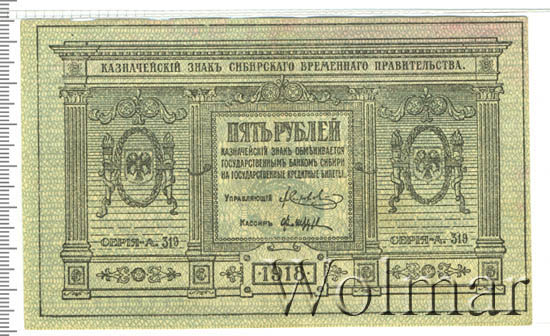 КАЗНАЧЕЙСКІЙ ЗНАКЪ СИБИРСКАГО ВРЕМЕННАГО ПРАВИТЕЛЬСТВА.
ПЯТЬ РУБЛЕЙ
КАЗНАЧЕЙСКІЙ ЗНАКЪ ОБМѢНИВАЕТСЯ
ГОСУДАРСТВЕННЫМЪ БАНКОМЪ СИБИРИ
НА ГОСУДАРСТВЕННЫЕ КРЕДИТНЫЕ БИЛЕТЫ.
УПРАВЛЯЮЩІЙ
КАССИРЪ
СЕРІЯ-А. 319
СЕРІЯ-А. 319
1918
Wolmar